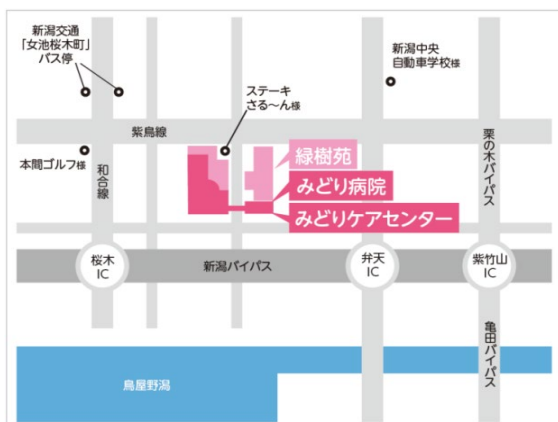 新潟交通
「女池桜木町」
バス停
新潟中央
自動車学校様
ステーキ
さる〜ん様
紫鳥線
本間ゴルフ様
和合線
緑樹苑
みどり病院
みどりケアセンター
栗の木バイパス
桜木
IC
新潟バイパス
弁天
IC
紫竹山
IC
亀田バイパス
鳥屋野潟